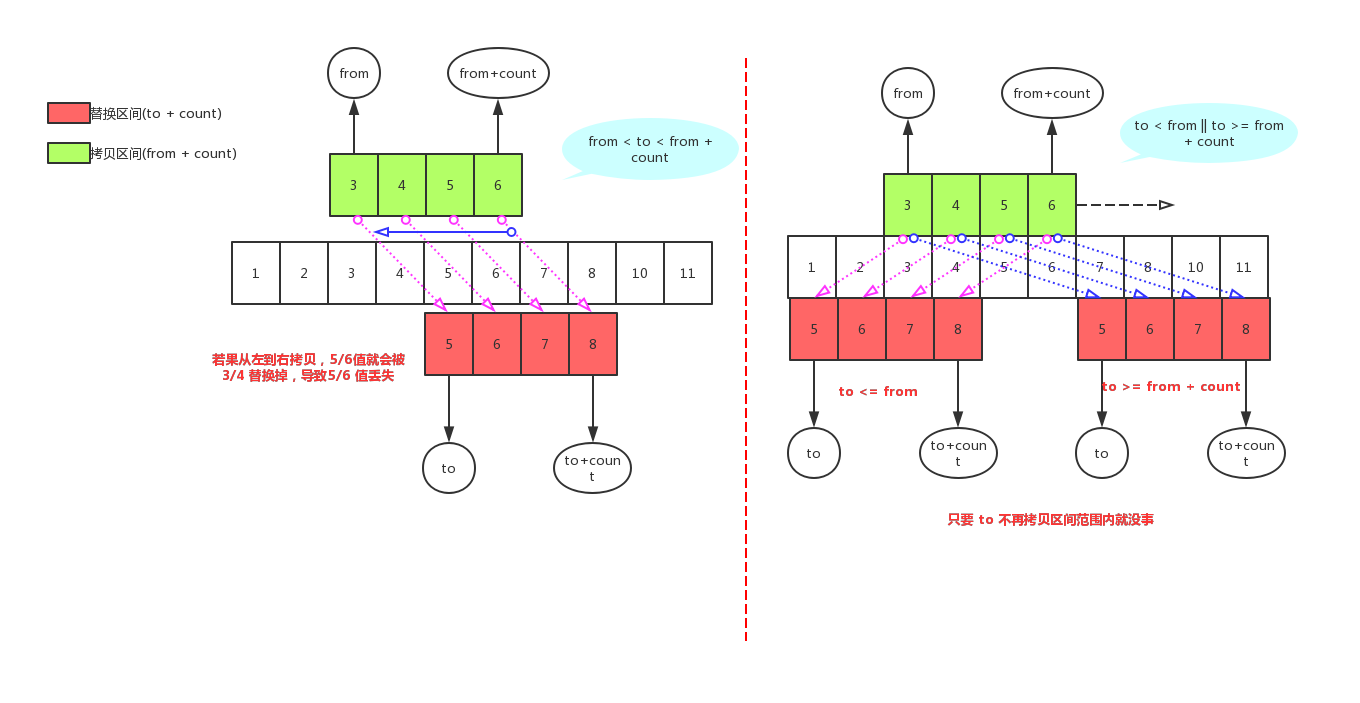 替换区间(to + count)
拷贝区间(from + count)
from
from+count
from < to < from +
count
3 4 5 6
1 2 3 4 5 6 7 8 10 11
5 6 7 8
若果从左到右拷贝，5/6值就会被
3/4 替换掉，导致5/6 值丢失
to
to+coun
t
from
from+count
to < from || to >= from
+ count
3 4 5 6
1 2 3 4 5 6 7 8 10 11
5 6 7 8
5 6 7 8
to <= from
to >= from + count
to
to+coun
t
to
to+coun
t
只要 to 不再拷贝区间范围内就没事